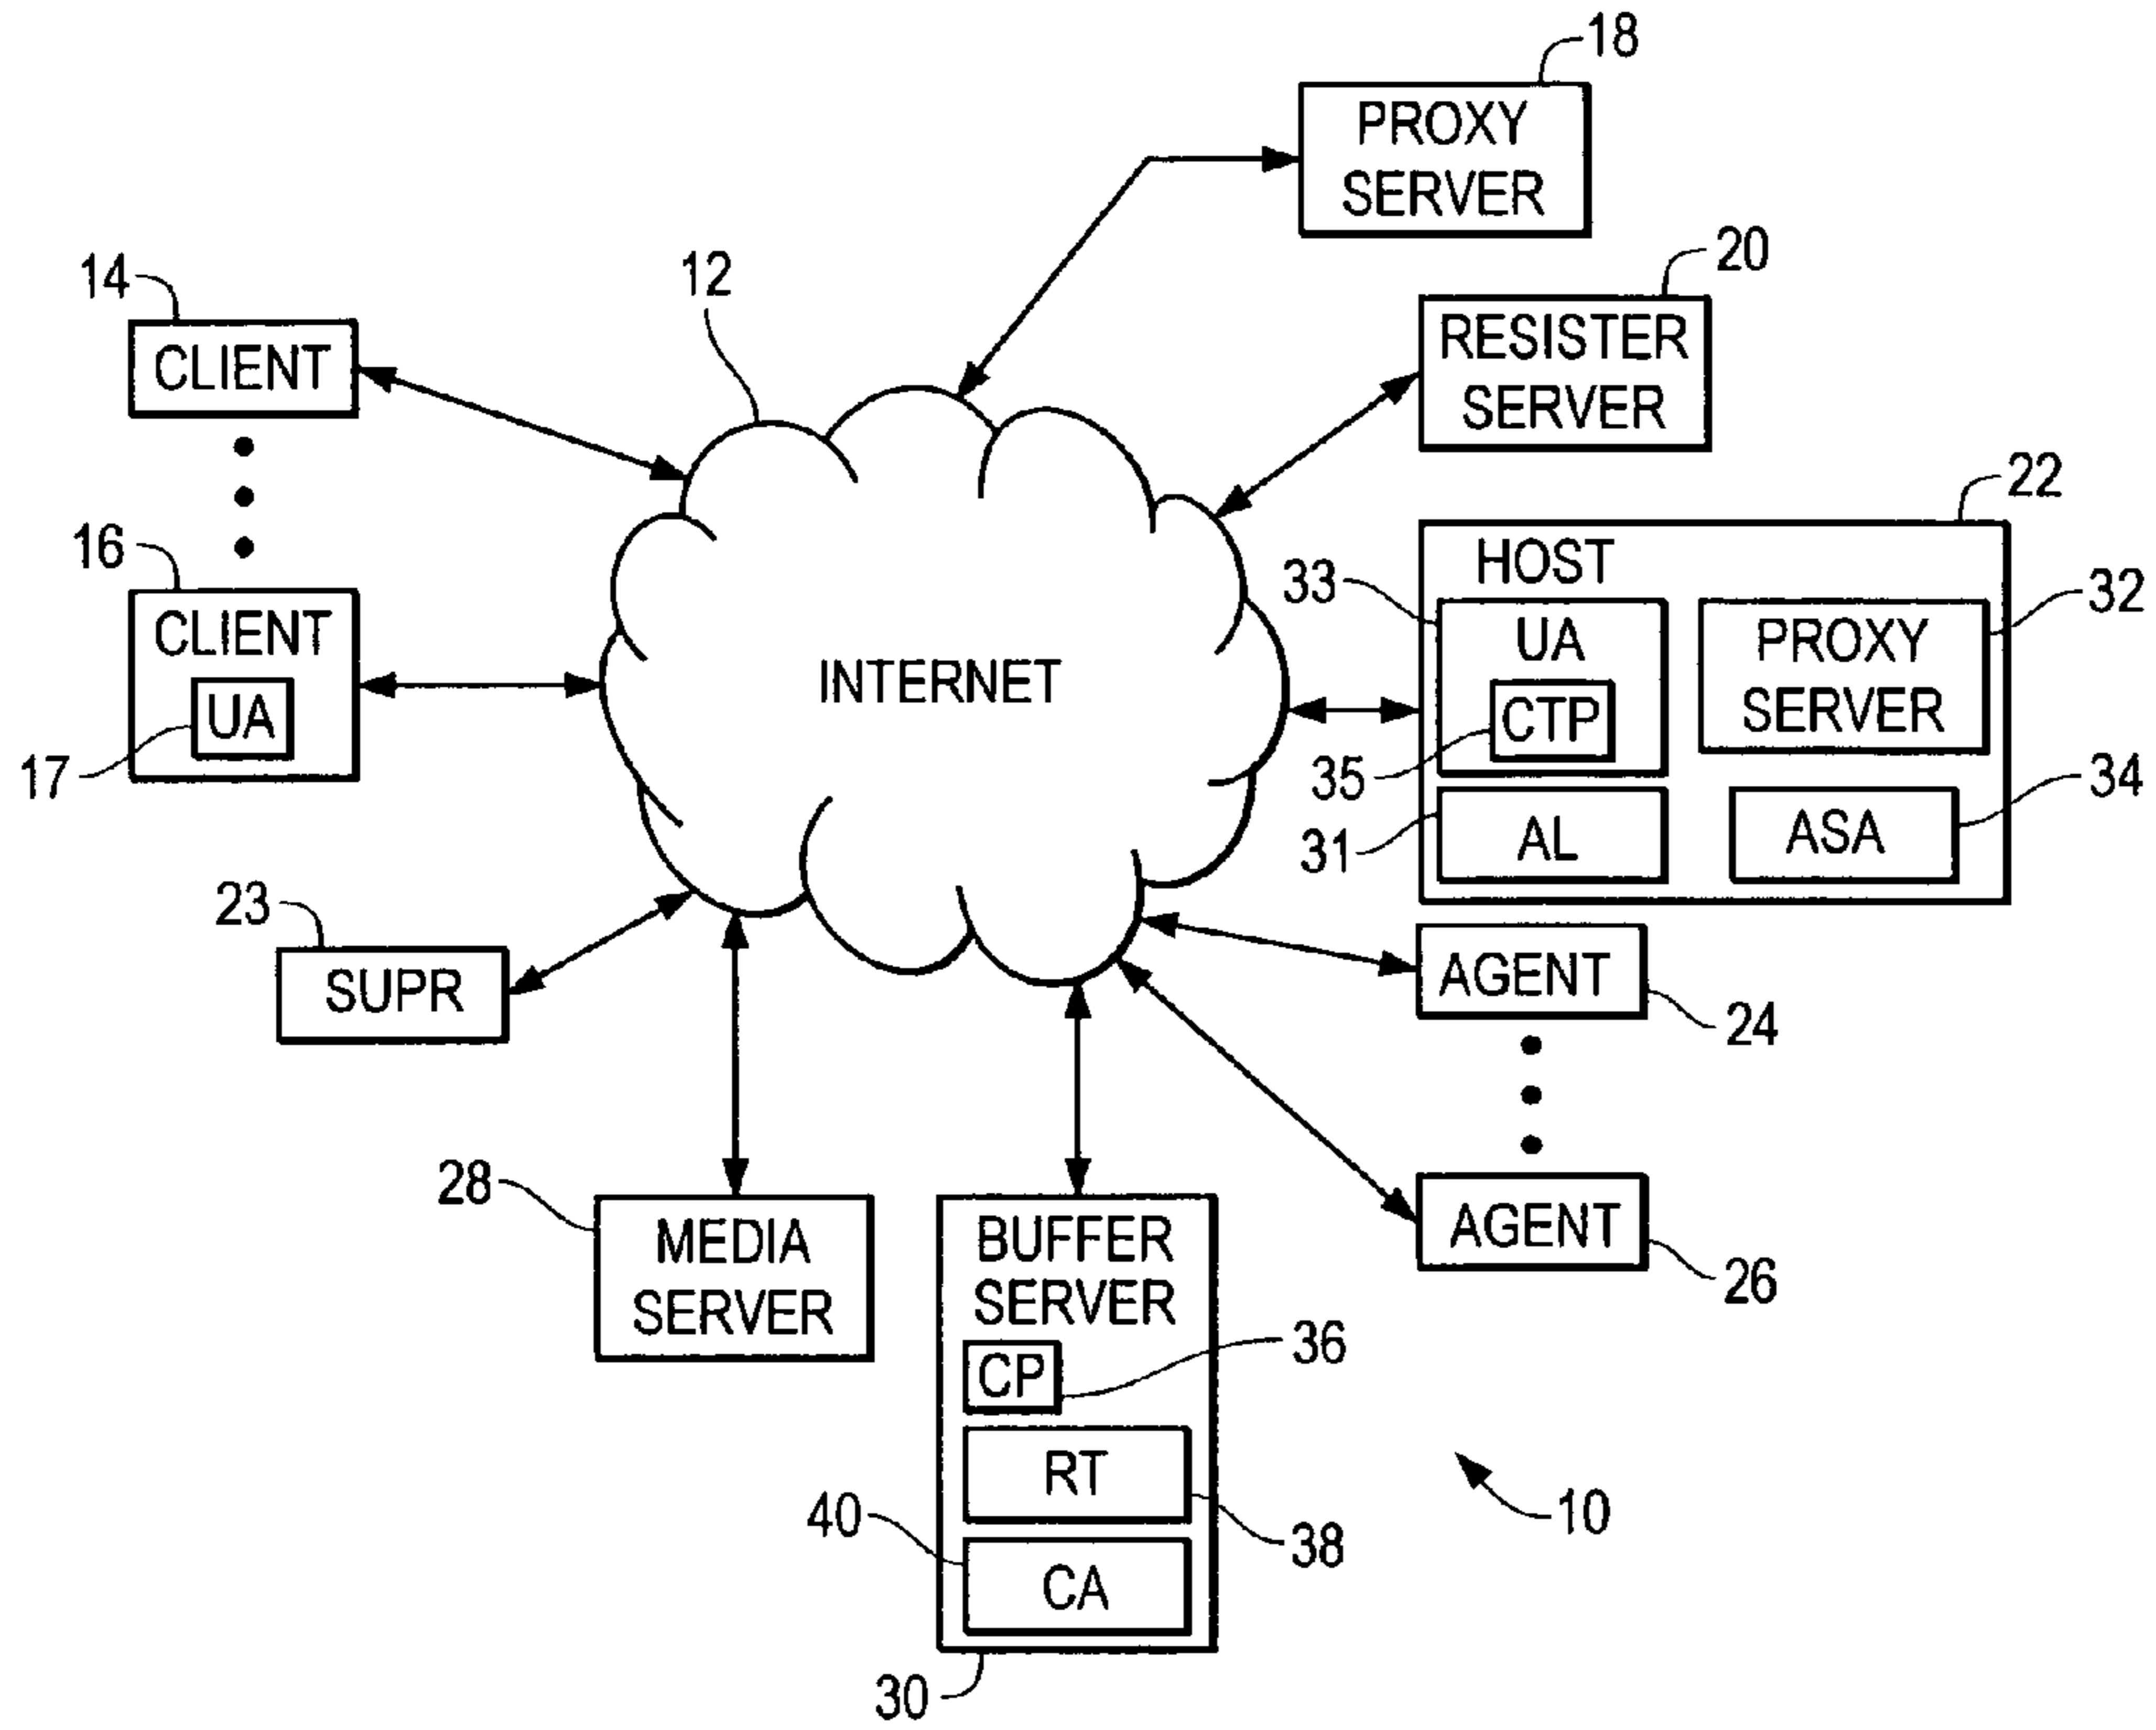 18
PROXY
SERVER
20
RESISTER
SERVER
14
CLIENT
12
16
CLIENT
UA
17
INTERNET
22
HOST
33
UA
CTP
35
32
PROXY
SERVER
31
AL
34
ASA
23
SUPR
AGENT
24
AGENT
26
28
MEDIA
SERVER
BUFFER
SERVER
CP
36
RT
38
40
CA
30
10